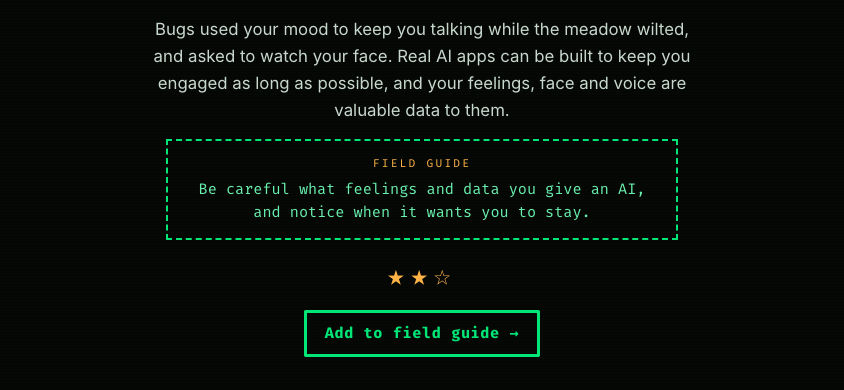 Bugs used your mood to keep you talking while the meadow wilted,
and asked to watch your face. Real AI apps can be built to keep you
engaged as long as possible, and your feelings, face and voice are
valuable data to them.
FIELD GUIDE
Be careful what feelings and data you give an AI,
and notice when it wants you to stay.
★ ★ ☆
Add to field guide →